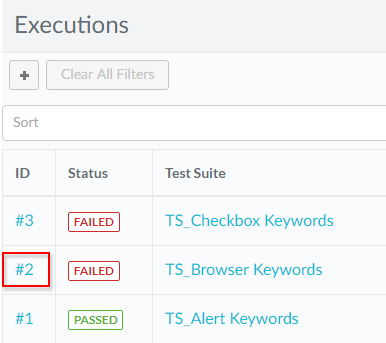 Executions
+ Clear All Filters
Sort
ID Status Test Suite
#3 FAILED TS_Checkbox Keywords
#2 FAILED TS_Browser Keywords
#1 PASSED TS_Alert Keywords